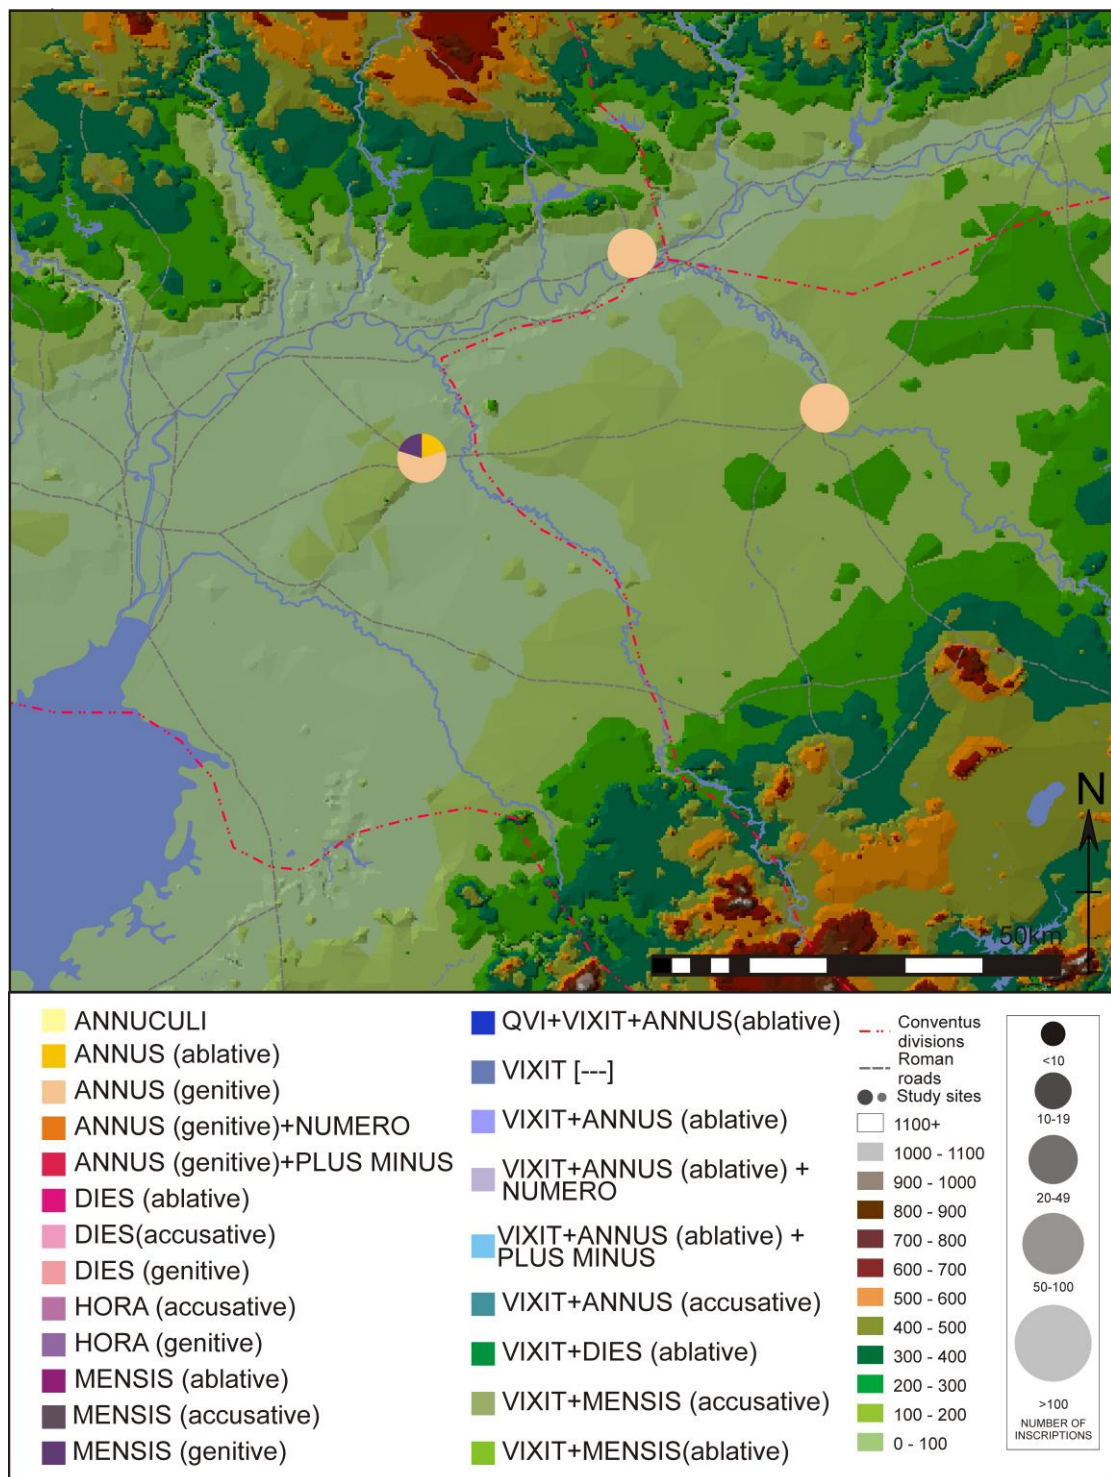 N
50km
ANNUCULI
ANNUS (ablative)
ANNUS (genitive)
ANNUS (genitive)+NUMERO
ANNUS (genitive)+PLUS MINUS
DIES (ablative)
DIES(accusative)
DIES (genitive)
HORA (accusative)
HORA (genitive)
MENSIS (ablative)
MENSIS (accusative)
MENSIS (genitive)
QVI+VIXIT+ANNUS(ablative)
VIXIT [---]
VIXIT+ANNUS (ablative)
VIXIT+ANNUS (ablative) +
NUMERO
VIXIT+ANNUS (ablative) +
PLUS MINUS
VIXIT+ANNUS (accusative)
VIXIT+DIES (ablative)
VIXIT+MENSIS (accusative)
VIXIT+MENSIS(ablative)
Conventus
divisions
Roman
roads
Study sites
1100+
1000 - 1100
900 - 1000
800 - 900
700 - 800
600 - 700
500 - 600
400 - 500
300 - 400
200 - 300
100 - 200
0 - 100
<10
10-19
20-49
50-100
>100
NUMBER OF
INSCRIPTIONS